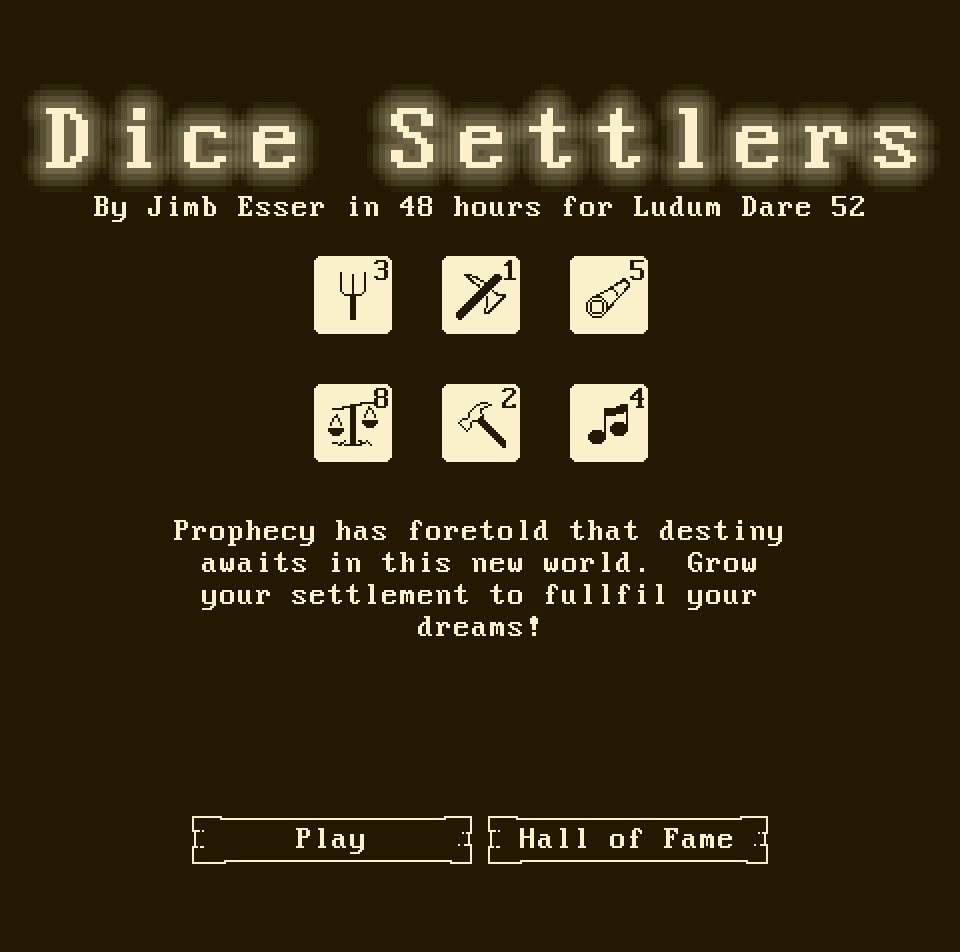 Dice Settlers
By Jimb Esser in 48 hours for Ludum Dare 52
3 1 5
8 2 4
Prophecy has foretold that destiny
awaits in this new world.  Grow
your settlement to fullfil your
dreams!
Play Hall of Fame